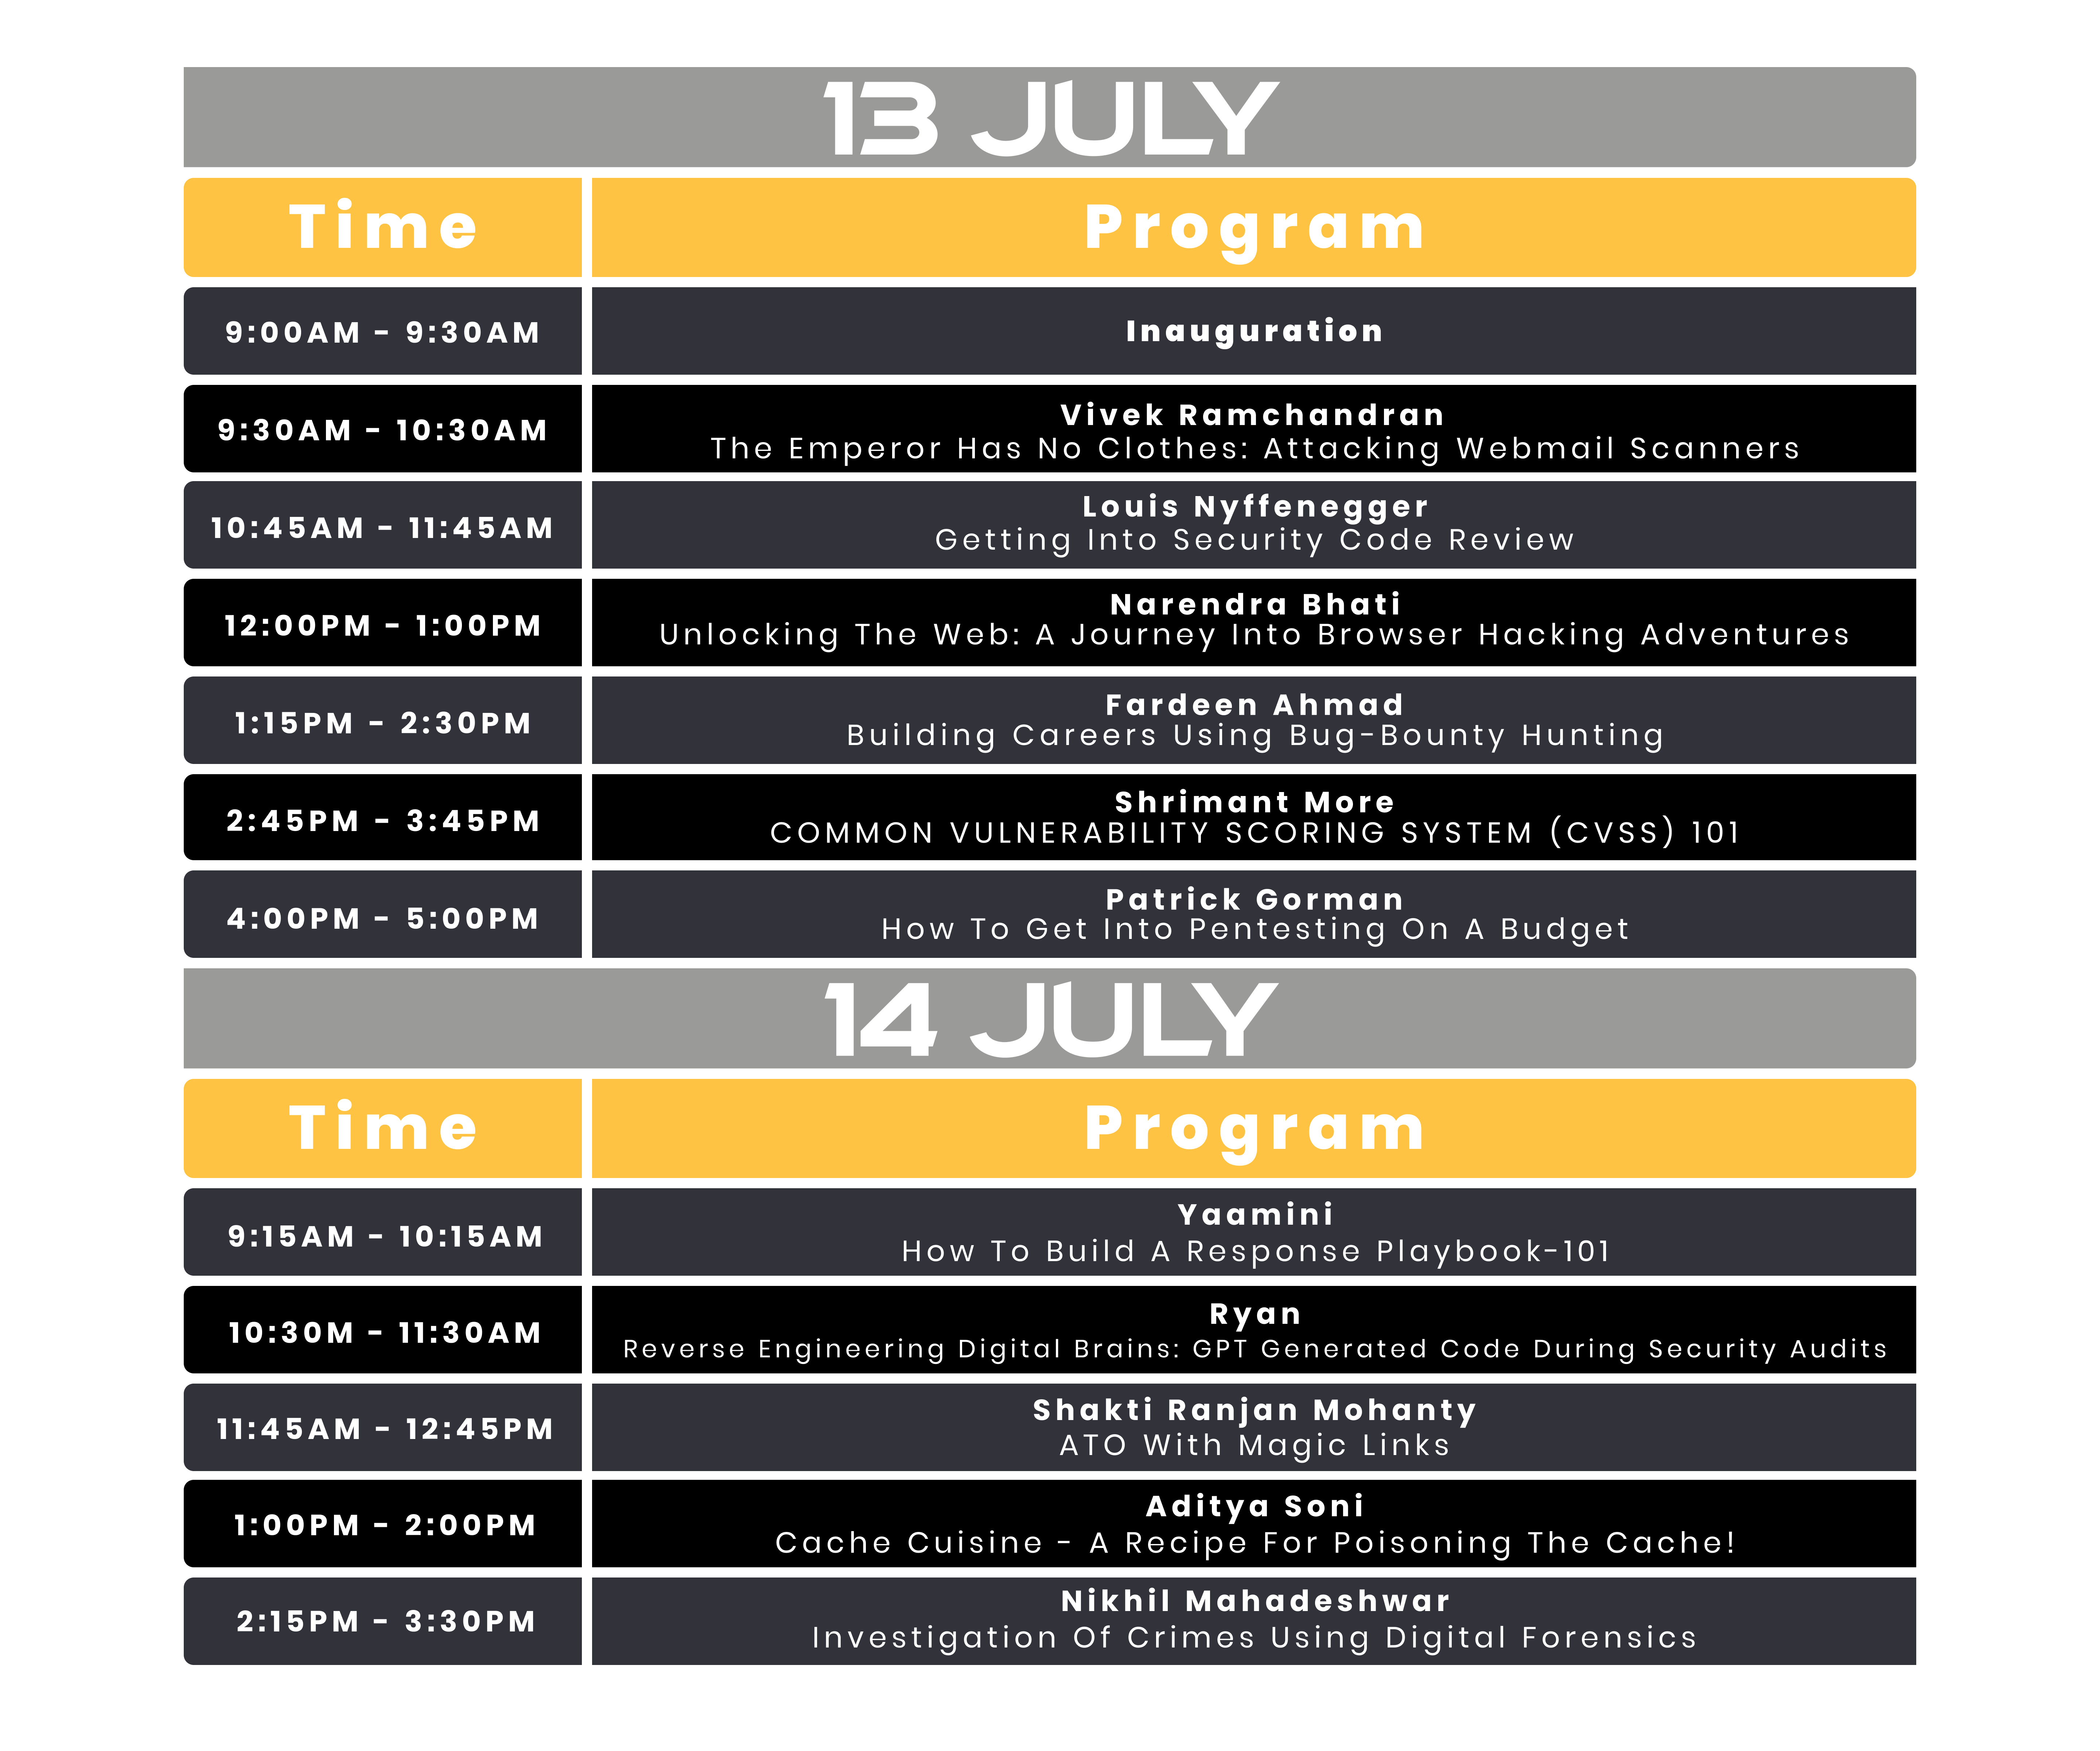 13 JULY
Time Program
9:00AM - 9:30AM Inauguration
9:30AM - 10:30AM Vivek Ramchandran
The Emperor Has No Clothes: Attacking Webmail Scanners
10:45AM - 11:45AM Louis Nyffenegger
Getting Into Security Code Review
12:00PM - 1:00PM Narendra Bhati
Unlocking The Web: A Journey Into Browser Hacking Adventures
1:15PM - 2:30PM Fardeen Ahmad
Building Careers Using Bug-Bounty Hunting
2:45PM - 3:45PM Shrimant More
COMMON VULNERABILITY SCORING SYSTEM (CVSS) 101
4:00PM - 5:00PM Patrick Gorman
How To Get Into Pentesting On A Budget
14 JULY
Time Program
9:15AM - 10:15AM Yaamini
How To Build A Response Playbook-101
10:30M - 11:30AM Ryan
Reverse Engineering Digital Brains: GPT Generated Code During Security Audits
11:45AM - 12:45PM Shakti Ranjan Mohanty
ATO With Magic Links
1:00PM - 2:00PM Aditya Soni
Cache Cuisine - A Recipe For Poisoning The Cache!
2:15PM - 3:30PM Nikhil Mahadeshwar
Investigation Of Crimes Using Digital Forensics